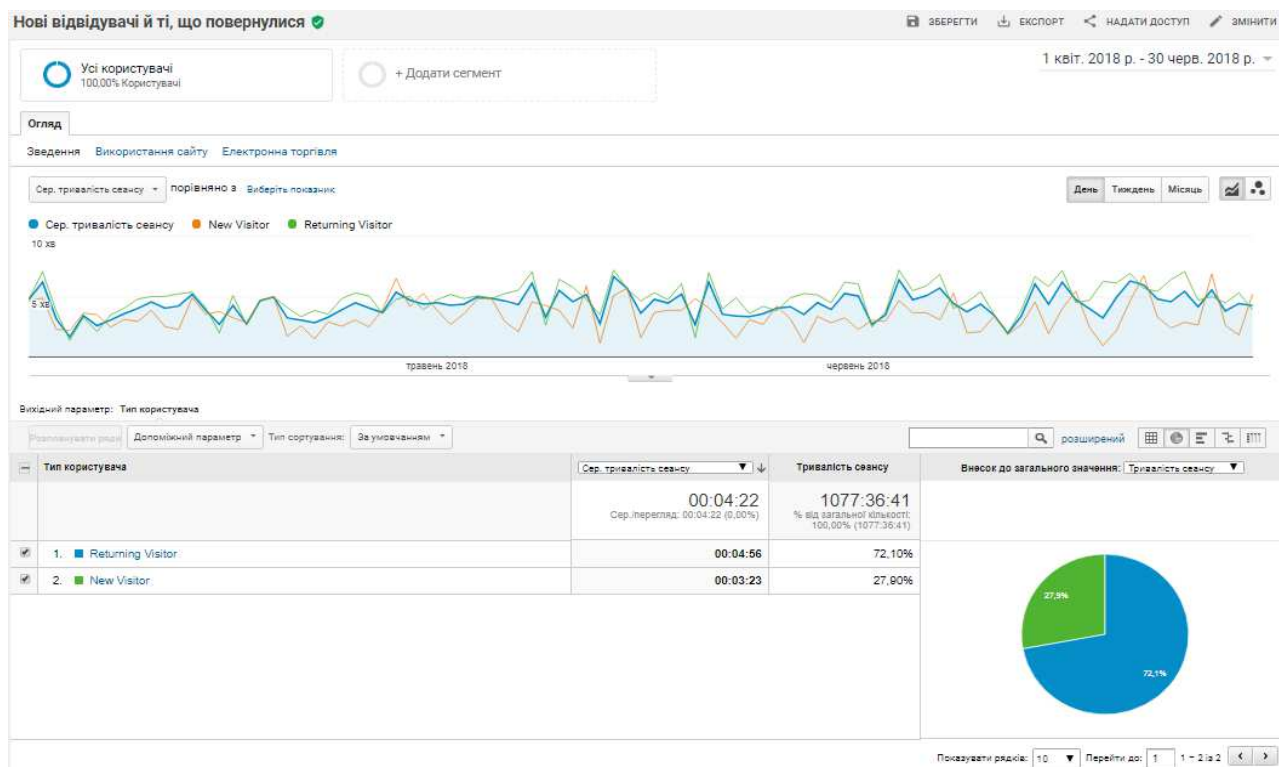 Нові відвідувачі й ті, що повернулися
ЗБЕРЕГТИ ЕКСПОРТ НАДАТИ ДОСТУП ЗМІНИТИ
Усі користувачі
100,00% Користувачі
+ Додати сегмент
1 квіт. 2018 р. - 30 черв. 2018 р.
Огляд
Зведення Використання сайту Електронна торгівля
Сер. тривалість сеансу порівняно з Виберіть показник
День Тиждень Місяць
Сер. тривалість сеансу New Visitor Returning Visitor
10 хв
5 хв
травень 2018 червень 2018
Вихідний параметр: Тип користувача
Розпланувати ряди Допоміжний параметр Тип сортування: За умовчанням розширений
Тип користувача Сер. тривалість сеансу Тривалість сеансу Внесок до загального значення: Тривалість сеансу
00:04:22 1077:36:41
Сер./перегляд: 00:04:22 (0,00%) % від загальної кількості:
100,00% (1077:36:41)
1. Returning Visitor 00:04:56 72,10%
2. New Visitor 00:03:23 27,90%
27,9%
72,1%
Показувати рядків: 10 Перейти до: 1 1 – 2 із 2